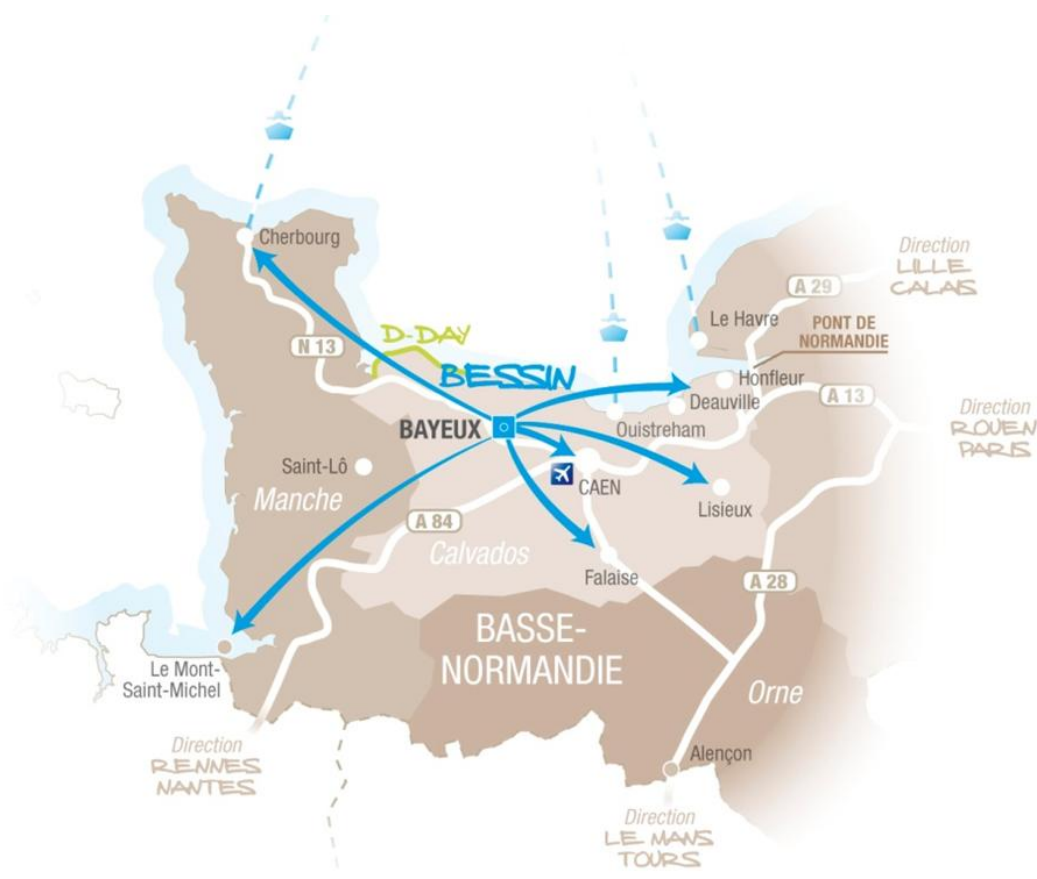 Cherbourg
Direction
LILLE
CALAIS
A 29
Le Havre
PONT DE
NORMANDIE
D-DAY
N 13
BESSIN
Honfleur
Deauville
A 13
Direction
ROUEN
PARIS
BAYEUX
Ouistreham
Saint-Lô
CAEN
Manche
Lisieux
A 84
Calvados
Falaise
A 28
BASSE-
NORMANDIE
Le Mont-
Saint-Michel
Orne
Direction
RENNES
NANTES
Alençon
Direction
LE MANS
TOURS